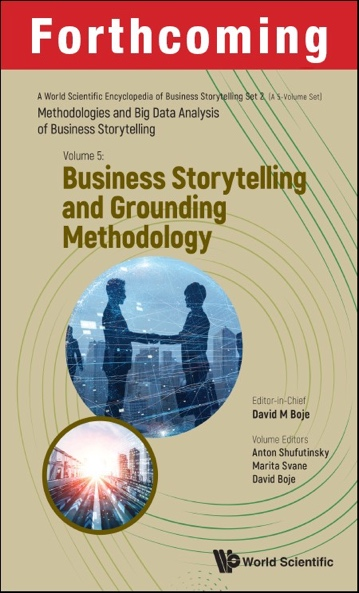 Forthcoming
A World Scientific Encyclopedia of Business Storytelling Set 2 (A 5-Volume Set)
Methodologies and Big Data Analysis
of Business Storytelling
Volume 5:
Business Storytelling
and Grounding
Methodology
Editor-in-Chief
David M Boje
Volume Editors
Anton Shufutinsky
Marita Svane
David Boje
World Scientific